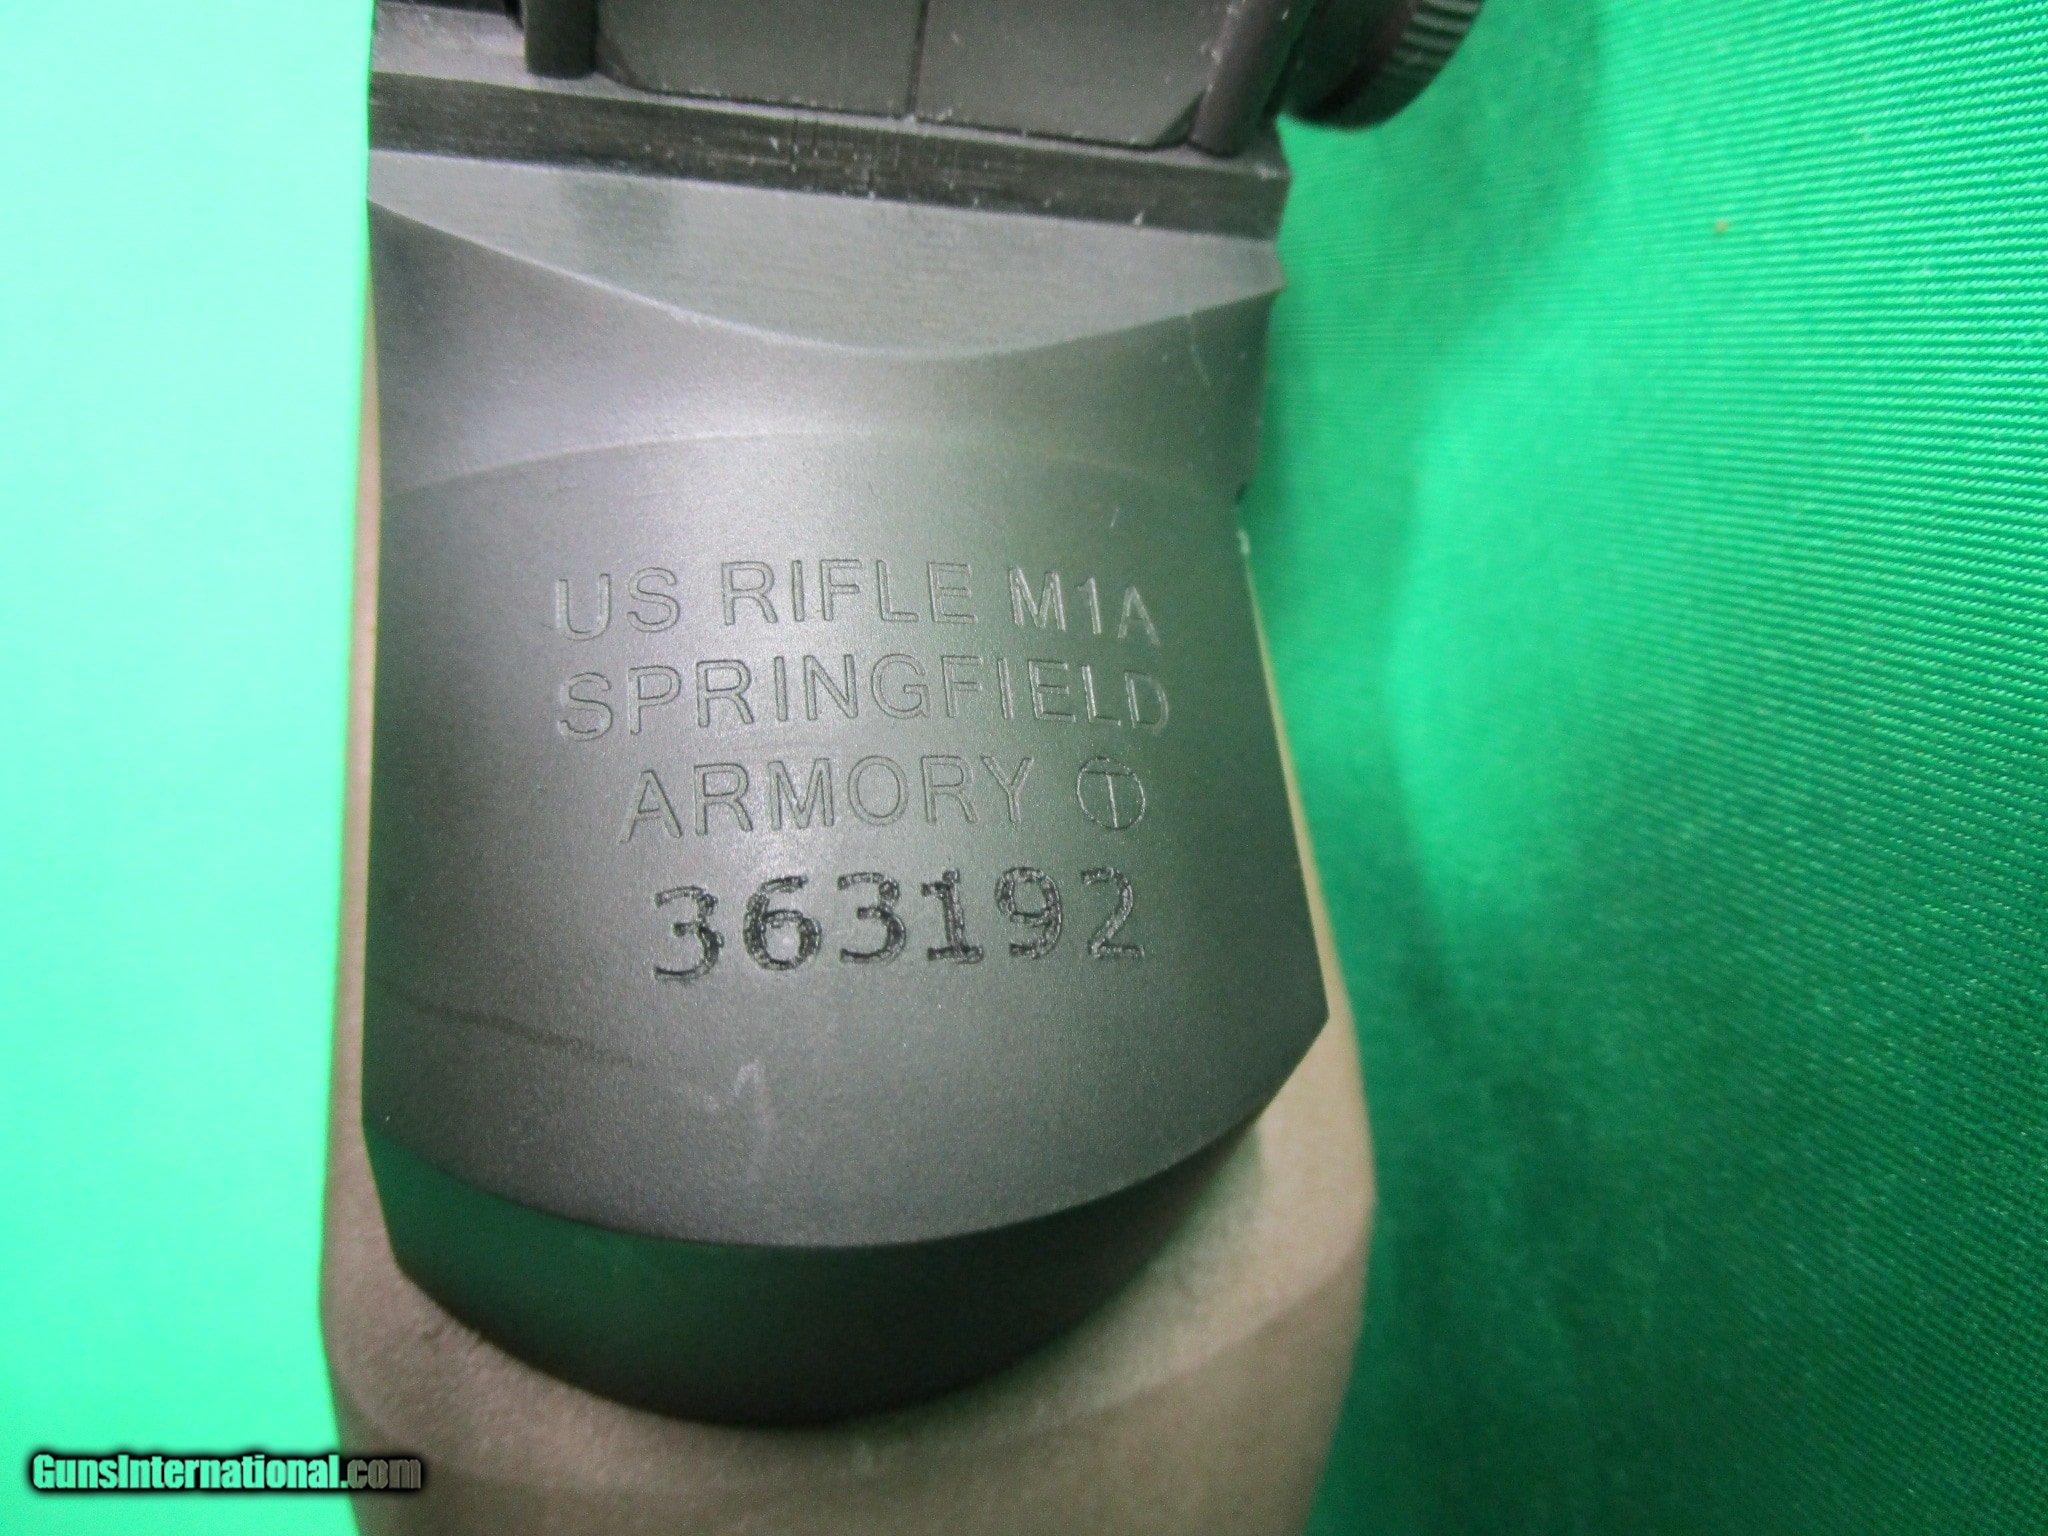 US RIFLE M1A
SPRINGFIELD
ARMORY Ⓣ
363192
GunsInternational.com